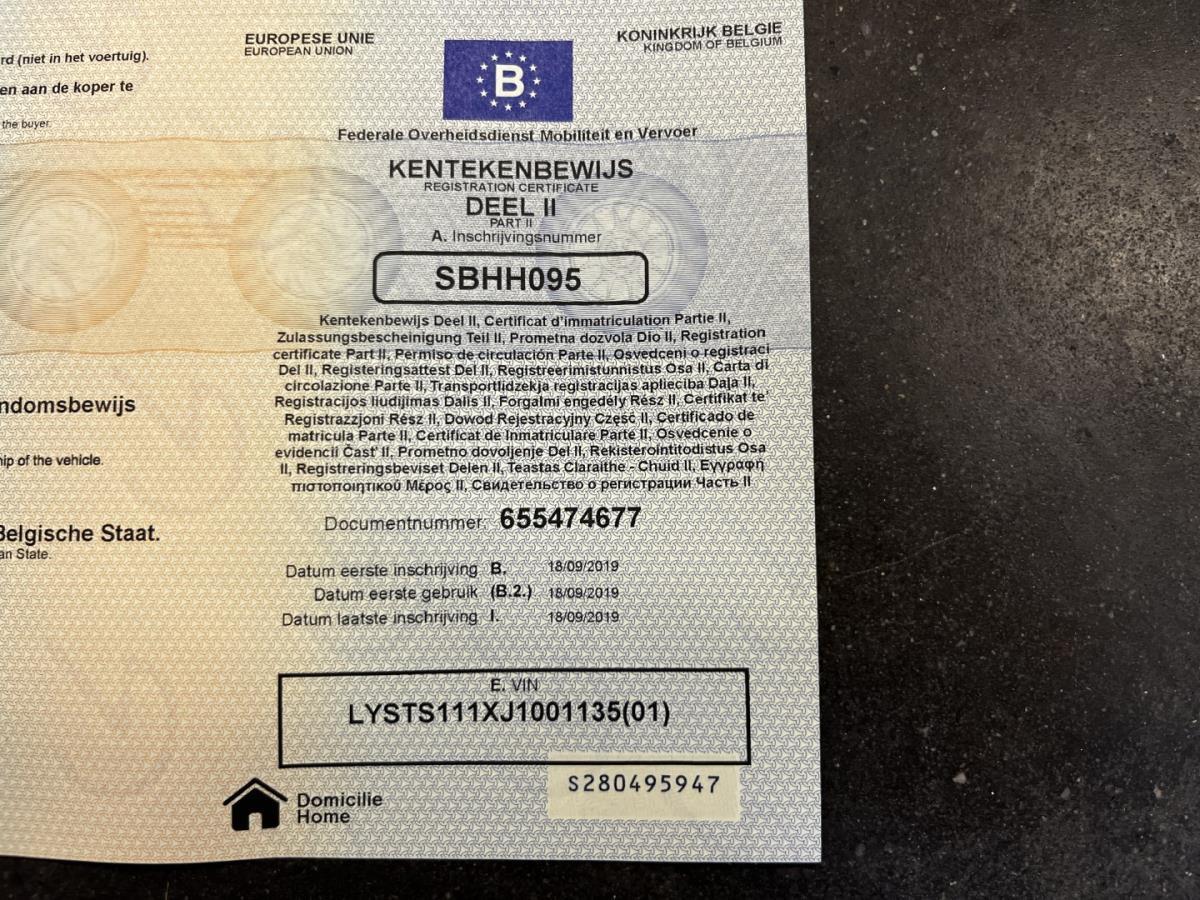 rd (niet in het voertuig).
en aan de koper te
the buyer.
ndomsbewijs
hip of the vehicle.
Belgische Staat.
an State.
EUROPESE UNIE
EUROPEAN UNION
B
KONINKRIJK BELGIE
KINGDOM OF BELGIUM
Federale Overheidsdienst Mobiliteit en Vervoer
KENTEKENBEWIJS
REGISTRATION CERTIFICATE
DEEL II
PART II
A. Inschrijvingsnummer
SBHH095
Kentekenbewijs Deel II, Certificat d'immatriculation Partie II,
Zulassungsbescheinigung Teil II, Prometna dozvola Dio II, Registration
certificate Part II, Permiso de circulación Parte II, Osvedceni o registraci
Del II, Registeringsattest Del II, Registreerimistunnistus Osa II, Carta di
circolazione Parte II, Transportlidzekja registracijas aplieciba Daļa II,
Registracijos liudijimas Dalis II, Forgalmi engedély Rész II, Certifikat te'
Registrazzjoni Rész II, Dowod Rejestracyjny Część II, Certificado de
matricula Parte II, Certificat de Inmatriculare Parte II, Osvedcenie o
evidencii Čast' II, Prometno dovoljenje Del II, Rekisterointitodistus Osa
II, Registreringsbeviset Delen II, Teastas Claraithe - Chuid II, Εγγραφή
πιστοποιητικού Μέρος II, Свидетельство о регистрации Часть II
Documentnummer: 655474677
Datum eerste inschrijving B. 18/09/2019
Datum eerste gebruik (B.2.) 18/09/2019
Datum laatste inschrijving I. 18/09/2019
E. VIN
LYSTS111XJ1001135(01)
S280495947
Domicilie
Home